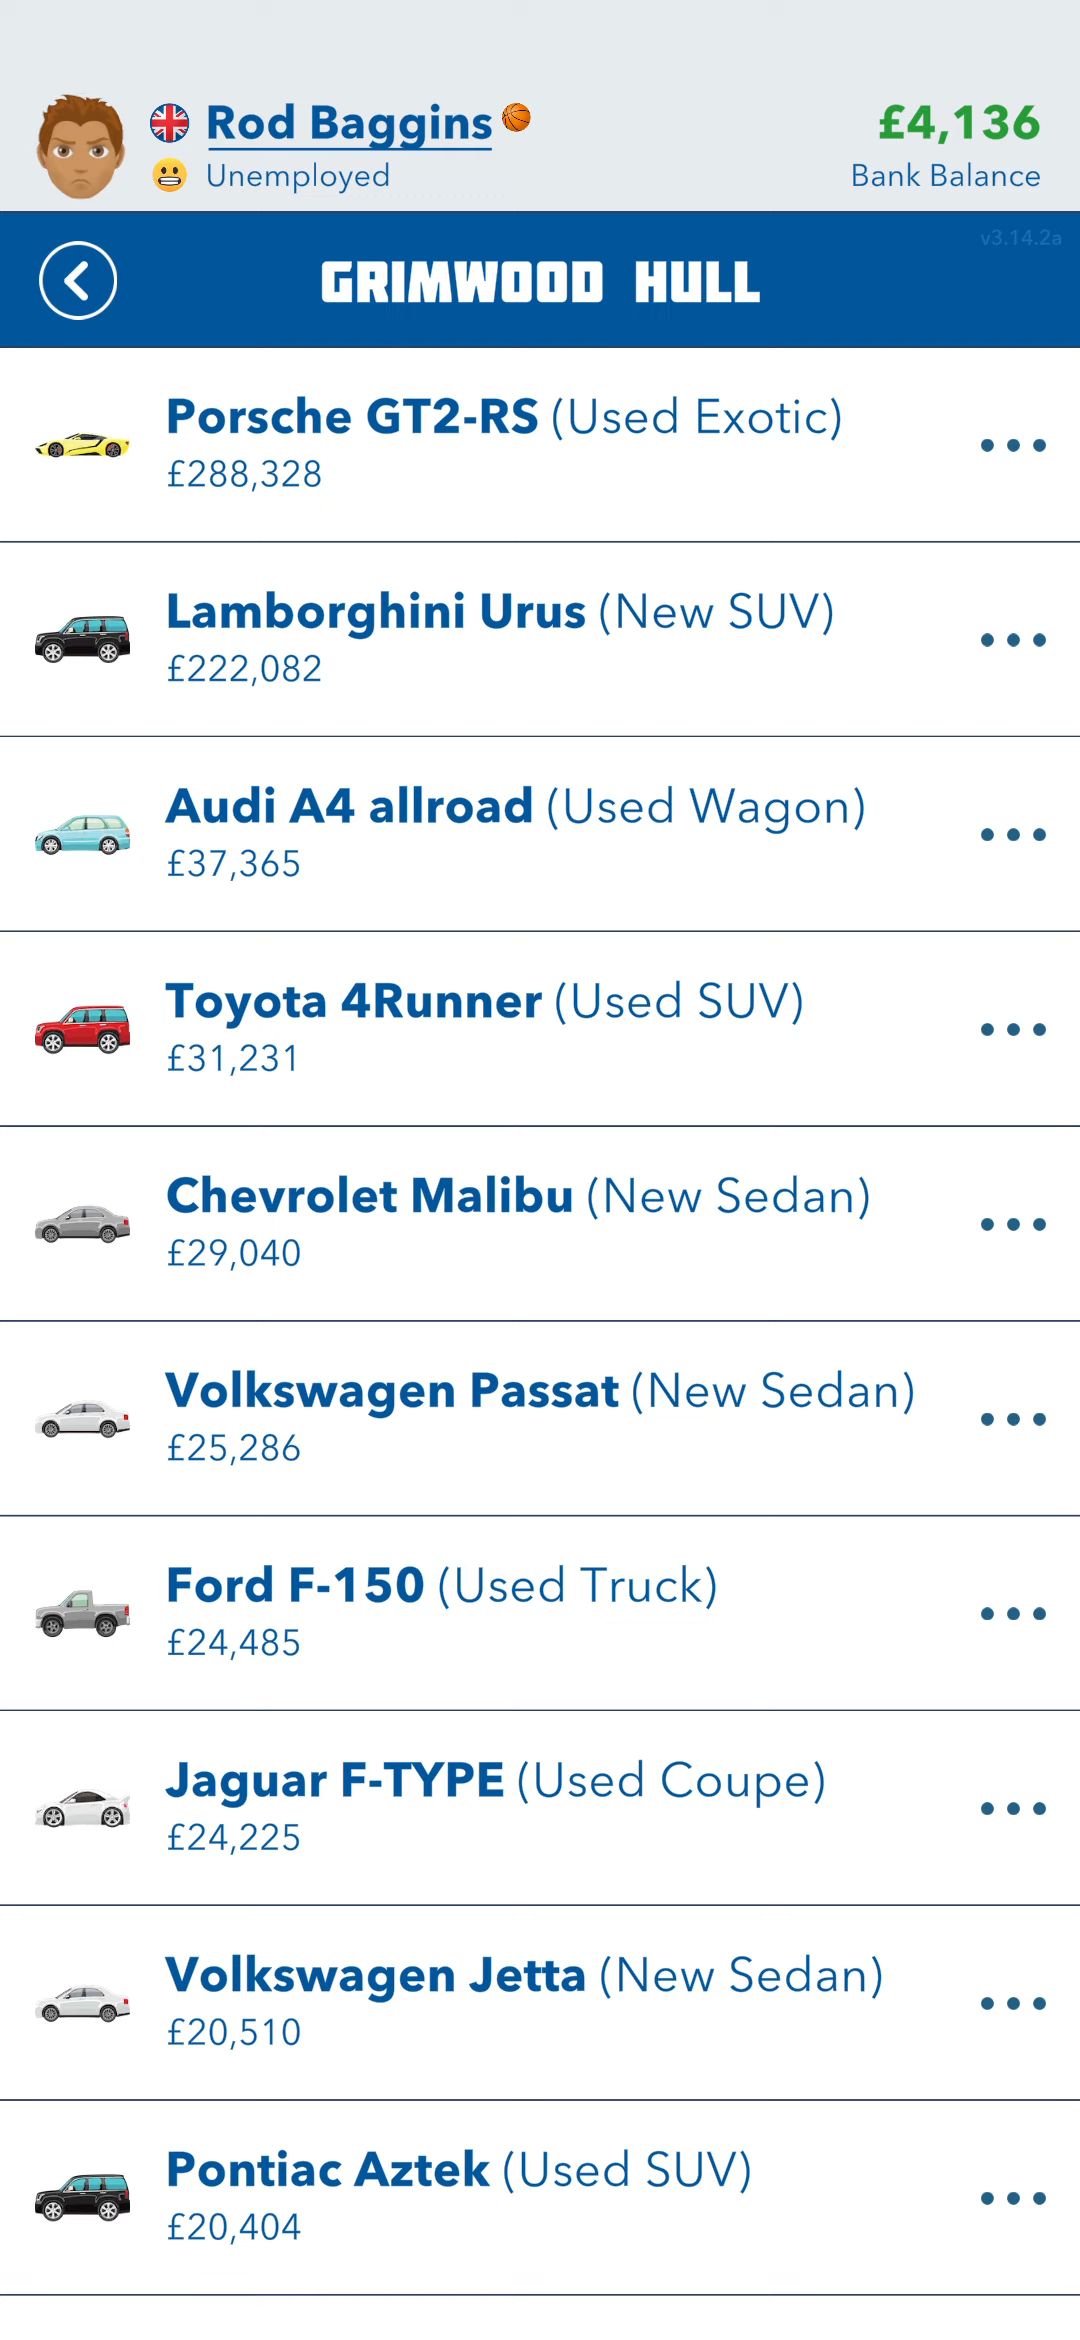 Rod Baggins
£4,136
Unemployed
Bank Balance
v3.14.2a
GRIMWOOD HULL
Porsche GT2-RS (Used Exotic)
£288,328
Lamborghini Urus (New SUV)
£222,082
Audi A4 allroad (Used Wagon)
£37,365
Toyota 4Runner (Used SUV)
£31,231
Chevrolet Malibu (New Sedan)
£29,040
Volkswagen Passat (New Sedan)
£25,286
Ford F-150 (Used Truck)
£24,485
Jaguar F-TYPE (Used Coupe)
£24,225
Volkswagen Jetta (New Sedan)
£20,510
Pontiac Aztek (Used SUV)
£20,404